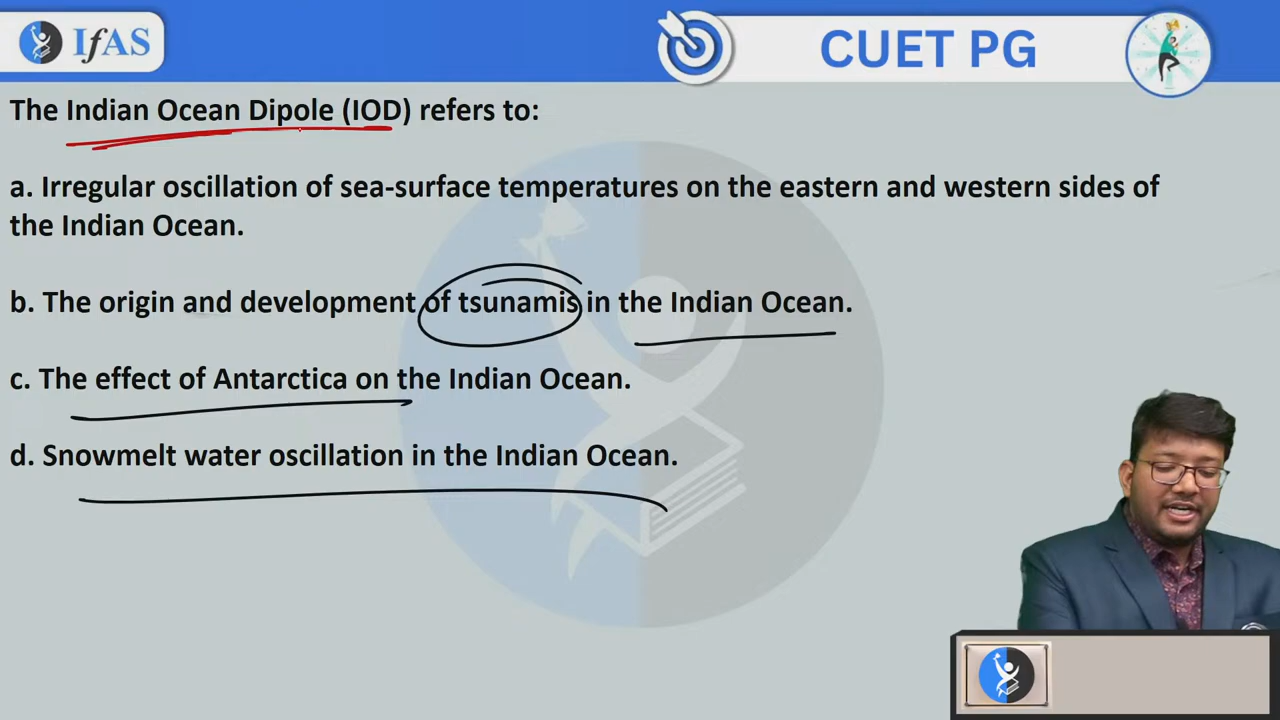 IfAS
CUET PG
The Indian Ocean Dipole (IOD) refers to:
a. Irregular oscillation of sea-surface temperatures on the eastern and western sides of
the Indian Ocean.
b. The origin and development of tsunamis in the Indian Ocean.
c. The effect of Antarctica on the Indian Ocean.
d. Snowmelt water oscillation in the Indian Ocean.